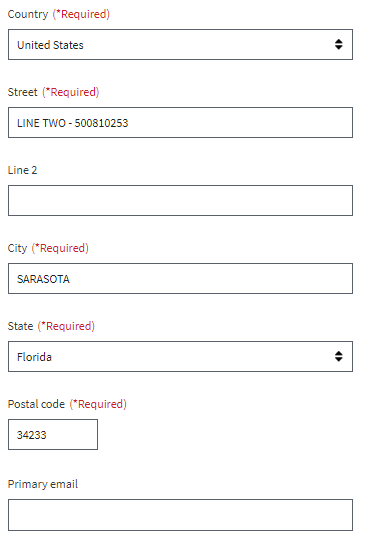 Country (*Required)
United States
Street (*Required)
LINE TWO - 500810253
Line 2
City (*Required)
SARASOTA
State (*Required)
Florida
Postal code (*Required)
34233
Primary email